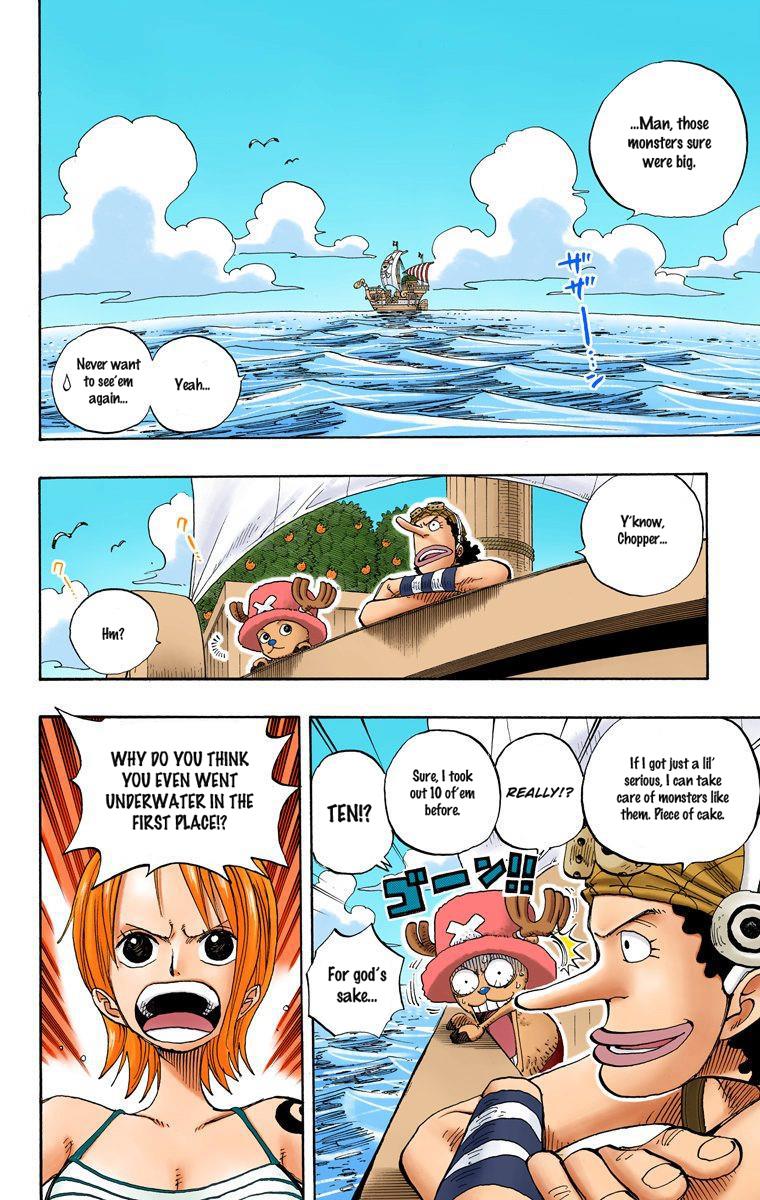 ...Man, those
monsters sure
were big.
ザザーー...ン
Yeah...
Never want
to see'em
again...
Y'know,
Chopper...
Hm?
If I got just a lil'
serious, I can take
care of monsters like
them. Piece of cake.
REALLY!?
Sure, I took
out 10 of'em
before.
TEN!?
ゴーン!!
For god's
sake...
WHY DO YOU THINK
YOU EVEN WENT
UNDERWATER IN THE
FIRST PLACE!?